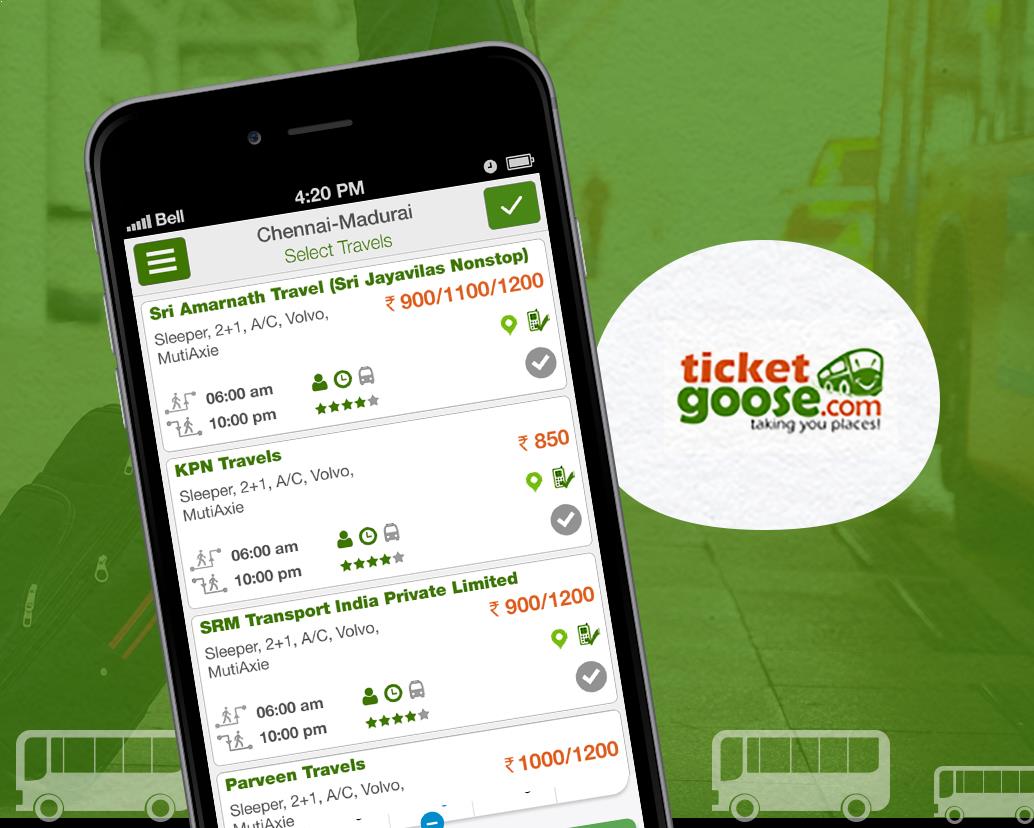 4:20 PM
Bell
Chennai-Madurai
Select Travels
Sri Amarnath Travel (Sri Jayavilas Nonstop)
₹ 900/1100/1200
Sleeper, 2+1, A/C, Volvo,
MutiAxie
06:00 am
10:00 pm
KPN Travels
₹ 850
Sleeper, 2+1, A/C, Volvo,
MutiAxie
06:00 am
10:00 pm
SRM Transport India Private Limited
₹ 900/1200
Sleeper, 2+1, A/C, Volvo,
MutiAxie
06:00 am
10:00 pm
Parveen Travels
₹ 1000/1200
Sleeper, 2+1, A/C, Volvo,
MutiAxie
ticket
goose.com
taking you places!